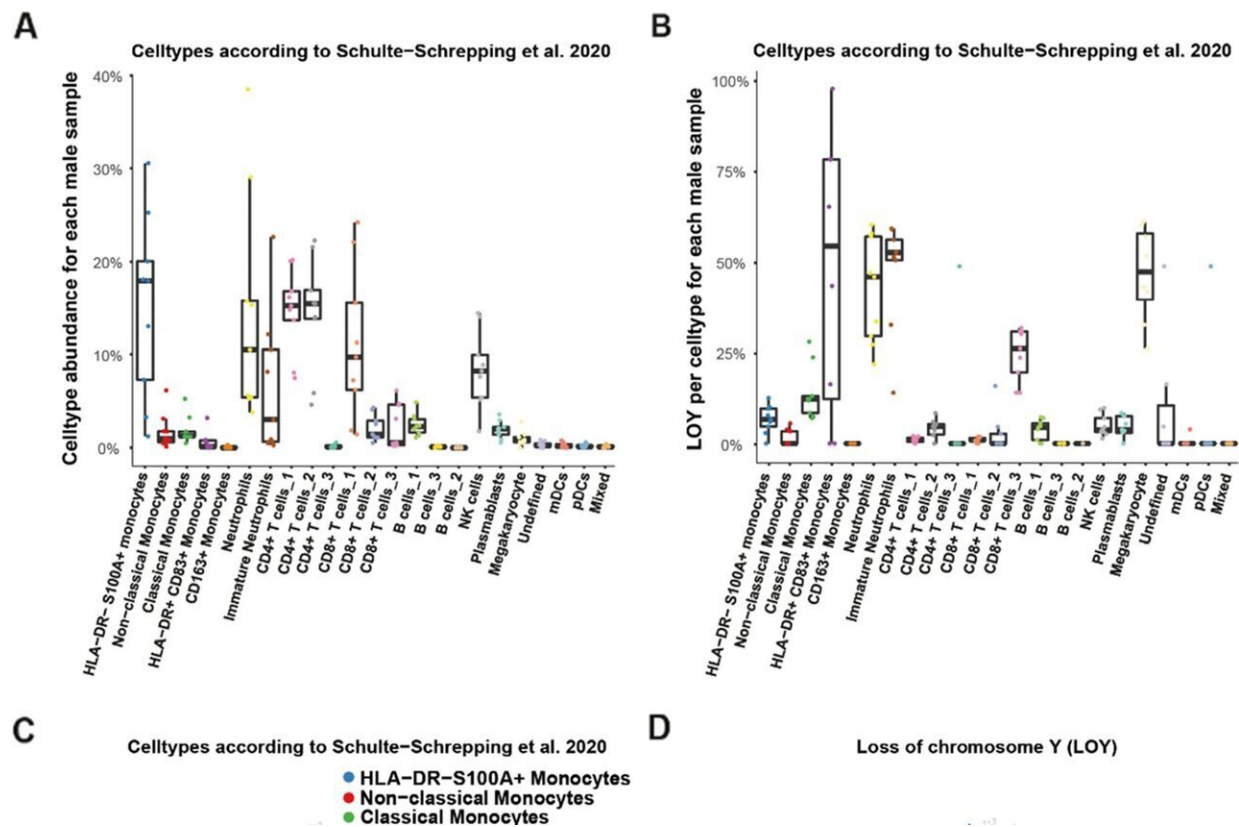 A
Celltypes according to Schulte−Schrepping et al. 2020
Celltype abundance for each male sample
40%
30%
20%
10%
0%
HLA−DR− S100A+ monocytes
Non−classical Monocytes
Classical Monocytes
HLA−DR+ CD83+ Monocytes
CD163+ Monocytes
Neutrophils
Immature Neutrophils
CD4+ T cells_1
CD4+ T cells_2
CD4+ T cells_3
CD8+ T cells_1
CD8+ T cells_2
CD8+ T cells_3
B cells_1
B cells_3
B cells_2
NK cells
Plasmablasts
Megakaryocyte
Undefined
mDCs
pDCs
Mixed
B
Celltypes according to Schulte−Schrepping et al. 2020
LOY per celltype for each male sample
100%
75%
50%
25%
0%
HLA−DR− S100A+ monocytes
Non−classical Monocytes
Classical Monocytes
HLA−DR+ CD83+ Monocytes
CD163+ Monocytes
Neutrophils
Immature Neutrophils
CD4+ T cells_1
CD4+ T cells_2
CD4+ T cells_3
CD8+ T cells_1
CD8+ T cells_2
CD8+ T cells_3
B cells_1
B cells_3
B cells_2
NK cells
Plasmablasts
Megakaryocyte
Undefined
mDCs
pDCs
Mixed
C
Celltypes according to Schulte−Schrepping et al. 2020
HLA−DR−S100A+ Monocytes
Non−classical Monocytes
Classical Monocytes
D
Loss of chromosome Y (LOY)